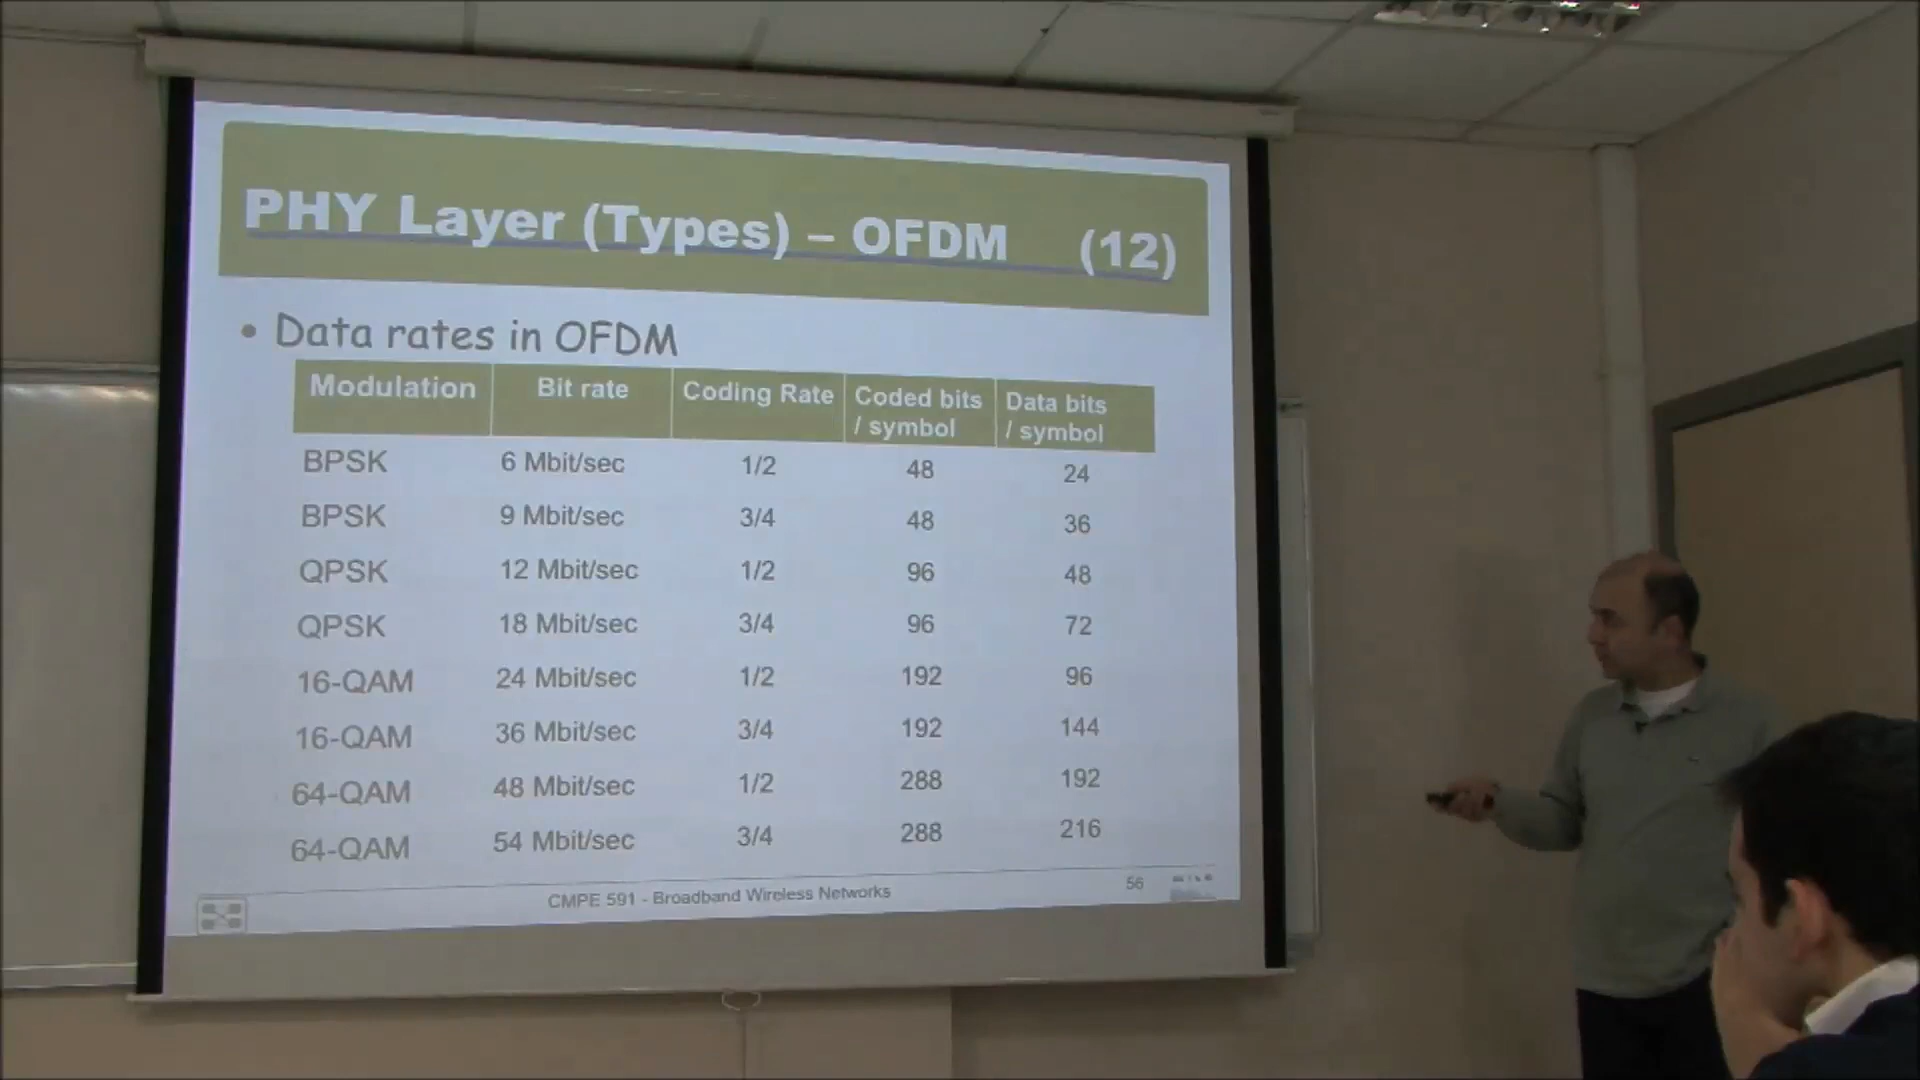 PHY Layer (Types) – OFDM (12)
• Data rates in OFDM
Modulation Bit rate Coding Rate Coded bits / symbol Data bits / symbol
BPSK 6 Mbit/sec 1/2 48 24
BPSK 9 Mbit/sec 3/4 48 36
QPSK 12 Mbit/sec 1/2 96 48
QPSK 18 Mbit/sec 3/4 96 72
16-QAM 24 Mbit/sec 1/2 192 96
16-QAM 36 Mbit/sec 3/4 192 144
64-QAM 48 Mbit/sec 1/2 288 192
64-QAM 54 Mbit/sec 3/4 288 216
CMPE 591 - Broadband Wireless Networks 56